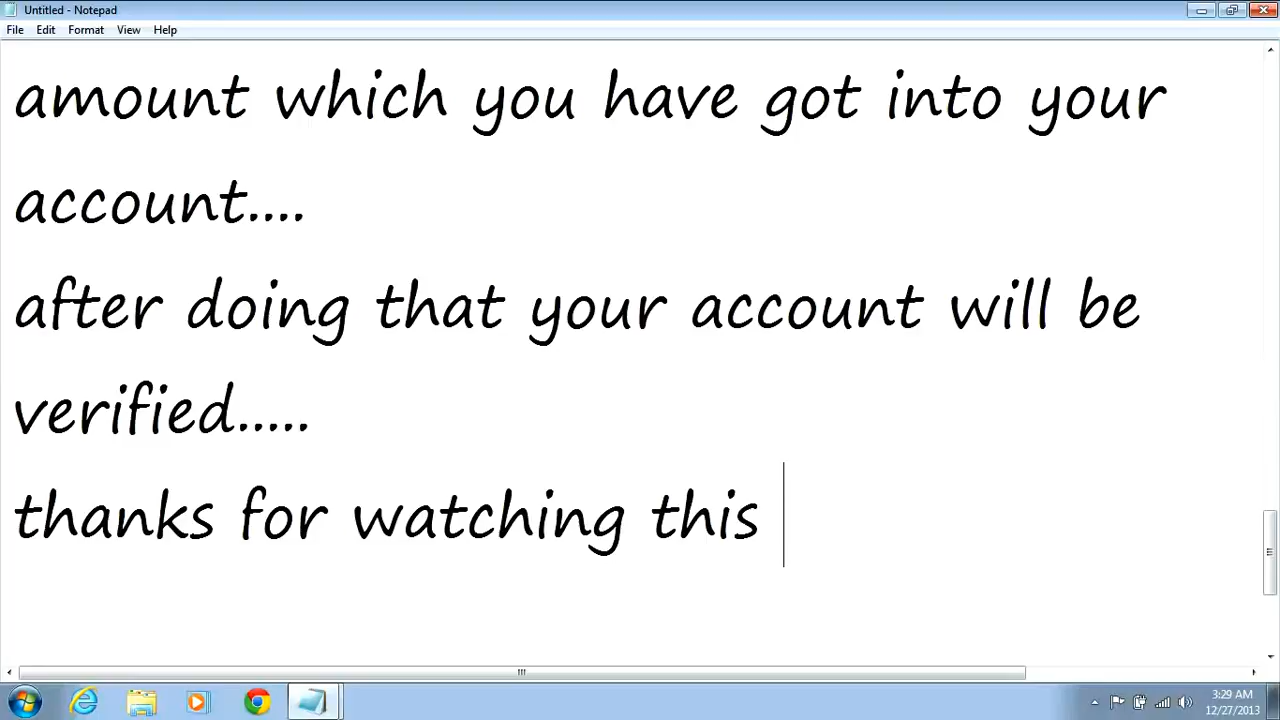 Untitled - Notepad
File Edit Format View Help
amount which you have got into your
account....
after doing that your account will be
verified.....
thanks for watching this
3:29 AM
12/27/2013